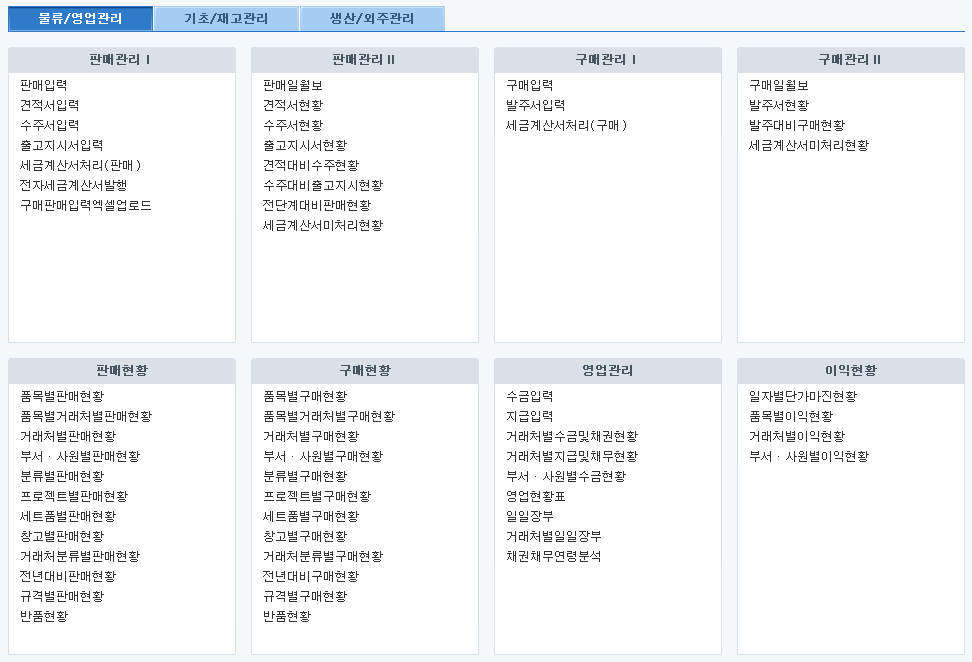 물류/영업관리
기초/재고관리
생산/외주관리
판매관리 I
판매입력
견적서입력
수주서입력
출고지시서입력
세금계산서처리(판매)
전자세금계산서발행
구매판매입력엑셀업로드
판매관리 II
판매일월보
견적서현황
수주서현황
출고지시서현황
견적대비수주현황
수주대비출고지시현황
전단계대비판매현황
세금계산서미처리현황
구매관리 I
구매입력
발주서입력
세금계산서처리(구매)
구매관리 II
구매일월보
발주서현황
발주대비구매현황
세금계산서미처리현황
판매현황
품목별판매현황
품목별거래처별판매현황
거래처별판매현황
부서 · 사원별판매현황
분류별판매현황
프로젝트별판매현황
세트품별판매현황
창고별판매현황
거래처분류별판매현황
전년대비판매현황
규격별판매현황
반품현황
구매현황
품목별구매현황
품목별거래처별구매현황
거래처별구매현황
부서 · 사원별구매현황
분류별구매현황
프로젝트별구매현황
세트품별구매현황
창고별구매현황
거래처분류별구매현황
전년대비구매현황
규격별구매현황
반품현황
영업관리
수금입력
지급입력
거래처별수금및채권현황
거래처별지급및채무현황
부서 · 사원별수금현황
영업현황표
일일장부
거래처별일일장부
채권채무연령분석
이익현황
일자별단가마진현황
품목별이익현황
거래처별이익현황
부서 · 사원별이익현황